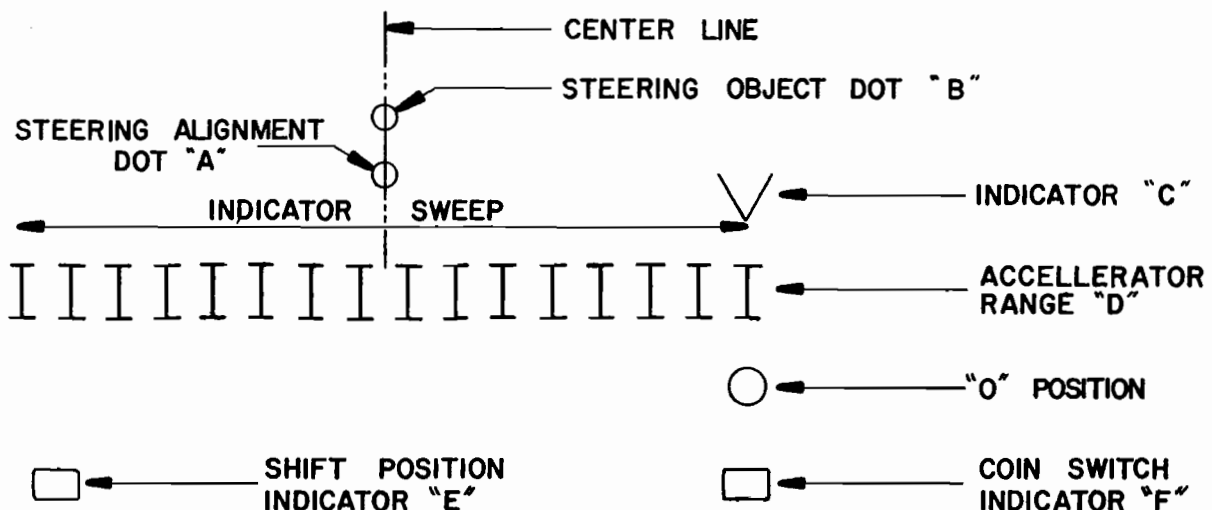 CENTER LINE
STEERING OBJECT DOT "B"
STEERING ALIGNMENT
DOT "A"
INDICATOR "C"
INDICATOR SWEEP
ACCELLERATOR
RANGE "D"
"O" POSITION
SHIFT POSITION
INDICATOR "E"
COIN SWITCH
INDICATOR "F"